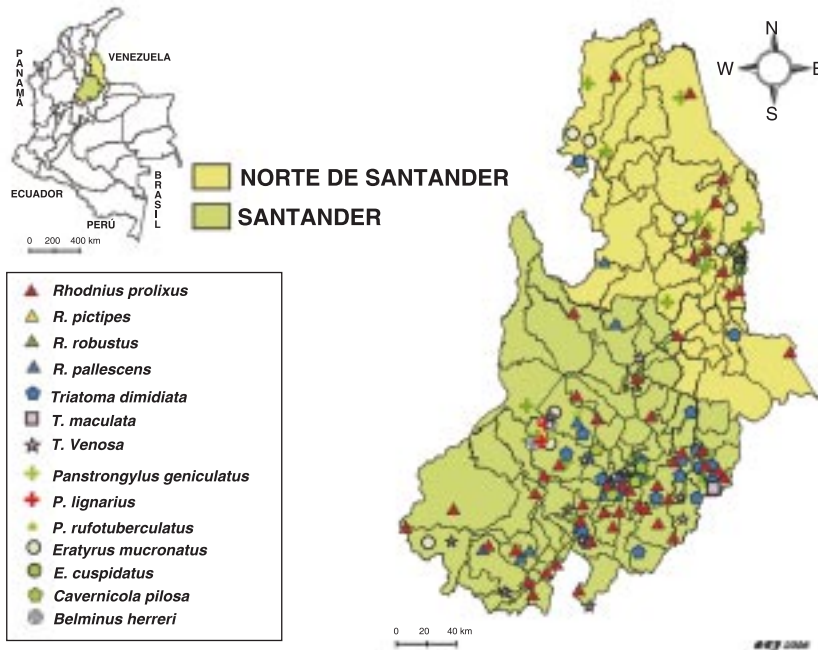 PANAMÁ
VENEZUELA
ECUADOR
PERÚ
BRASIL
0 200 400 km
NORTE DE SANTANDER
SANTANDER
N
W E
S
Rhodnius prolixus
R. pictipes
R. robustus
R. pallescens
Triatoma dimidiata
T. maculata
T. Venosa
Panstrongylus geniculatus
P. lignarius
P. rufotuberculatus
Eratyrus mucronatus
E. cuspidatus
Cavernicola pilosa
Belminus herreri
0 20 40 km